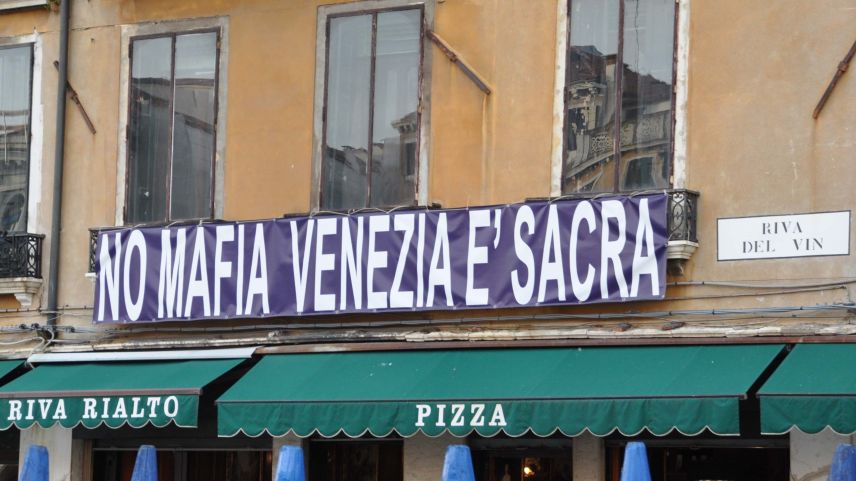 NO MAFIA VENEZIA E' SACRA
RIVA
DEL VIN
RIVA RIALTO
PIZZA